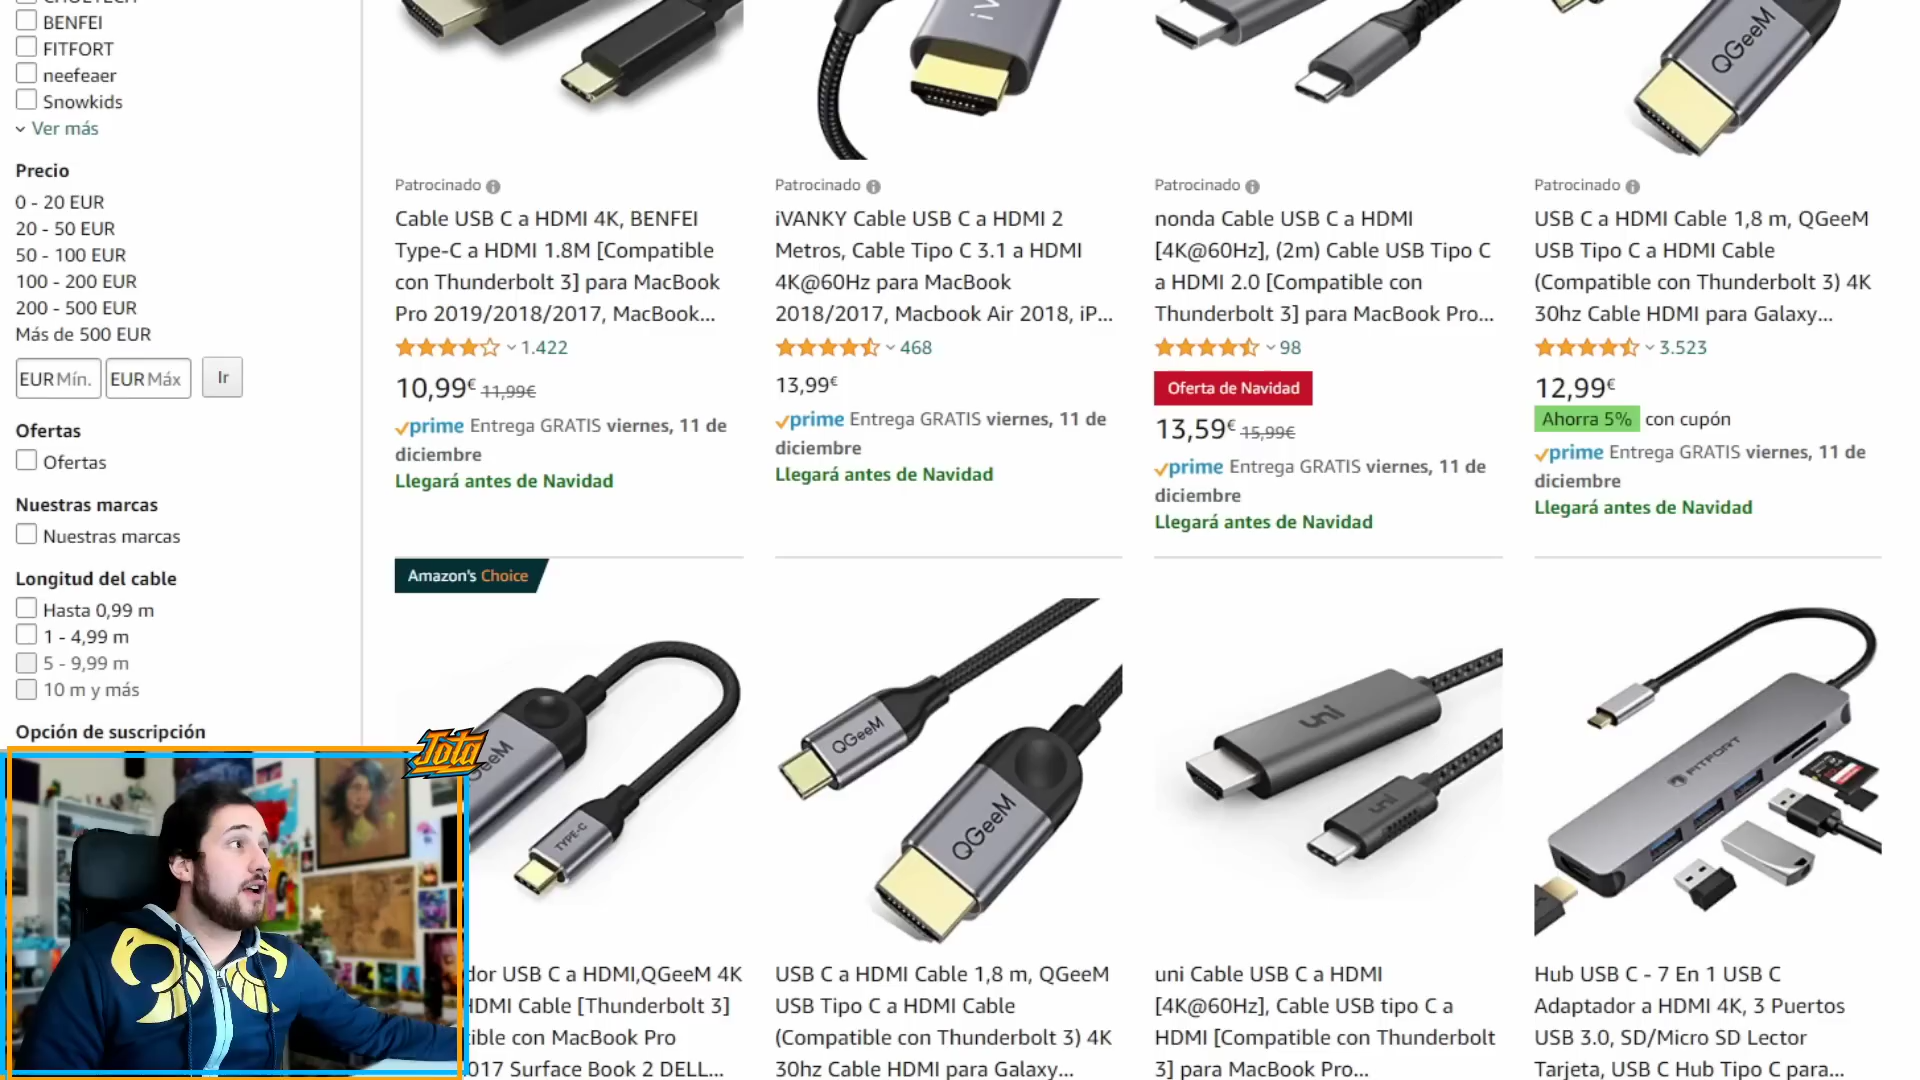 BENFEI
FITFORT
neefeaer
Snowkids
Ver más
Precio
0 - 20 EUR
20 - 50 EUR
50 - 100 EUR
100 - 200 EUR
200 - 500 EUR
Más de 500 EUR
EUR Mín.
EUR Máx
Ir
Ofertas
Ofertas
Nuestras marcas
Nuestras marcas
Longitud del cable
Hasta 0,99 m
1 - 4,99 m
5 - 9,99 m
10 m y más
Opción de suscripción
iV
QGeeM
Patrocinado
Cable USB C a HDMI 4K, BENFEI
Type-C a HDMI 1.8M [Compatible
con Thunderbolt 3] para MacBook
Pro 2019/2018/2017, MacBook...
1.422
10,99€ 11,99€
prime Entrega GRATIS viernes, 11 de
diciembre
Llegará antes de Navidad
Patrocinado
iVANKY Cable USB C a HDMI 2
Metros, Cable Tipo C 3.1 a HDMI
4K@60Hz para MacBook
2018/2017, Macbook Air 2018, iP...
468
13,99€
prime Entrega GRATIS viernes, 11 de
diciembre
Llegará antes de Navidad
Patrocinado
nonda Cable USB C a HDMI
[4K@60Hz], (2m) Cable USB Tipo C
a HDMI 2.0 [Compatible con
Thunderbolt 3] para MacBook Pro...
98
Oferta de Navidad
13,59€ 15,99€
prime Entrega GRATIS viernes, 11 de
diciembre
Llegará antes de Navidad
Patrocinado
USB C a HDMI Cable 1,8 m, QGeeM
USB Tipo C a HDMI Cable
(Compatible con Thunderbolt 3) 4K
30hz Cable HDMI para Galaxy...
3.523
12,99€
Ahorra 5% con cupón
prime Entrega GRATIS viernes, 11 de
diciembre
Llegará antes de Navidad
Amazon's Choice
Jota
GeeM
TYPE-C
QGeeM
QGeeM
uni
uni
FITFORT
dor USB C a HDMI,QGeeM 4K
HDMI Cable [Thunderbolt 3]
ible con MacBook Pro
017 Surface Book 2 DELL...
USB C a HDMI Cable 1,8 m, QGeeM
USB Tipo C a HDMI Cable
(Compatible con Thunderbolt 3) 4K
30hz Cable HDMI para Galaxy...
uni Cable USB C a HDMI
[4K@60Hz], Cable USB tipo C a
HDMI [Compatible con Thunderbolt
3] para MacBook Pro...
Hub USB C - 7 En 1 USB C
Adaptador a HDMI 4K, 3 Puertos
USB 3.0, SD/Micro SD Lector
Tarjeta, USB C Hub Tipo C para...